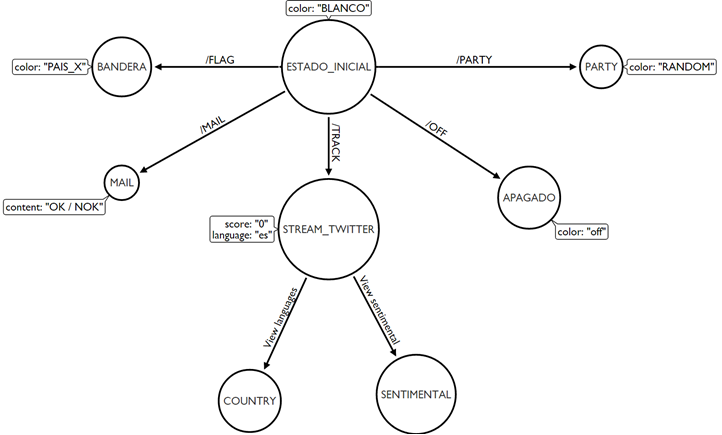 color: "BLANCO"
/FLAG
/PARTY
color: "PAIS_X"
BANDERA
ESTADO_INICIAL
PARTY
color: "RANDOM"
/MAIL
/TRACK
/OFF
MAIL
content: "OK / NOK"
APAGADO
color: "off"
score: "0"
language: "es"
STREAM_TWITTER
View languages
View sentimental
COUNTRY
SENTIMENTAL